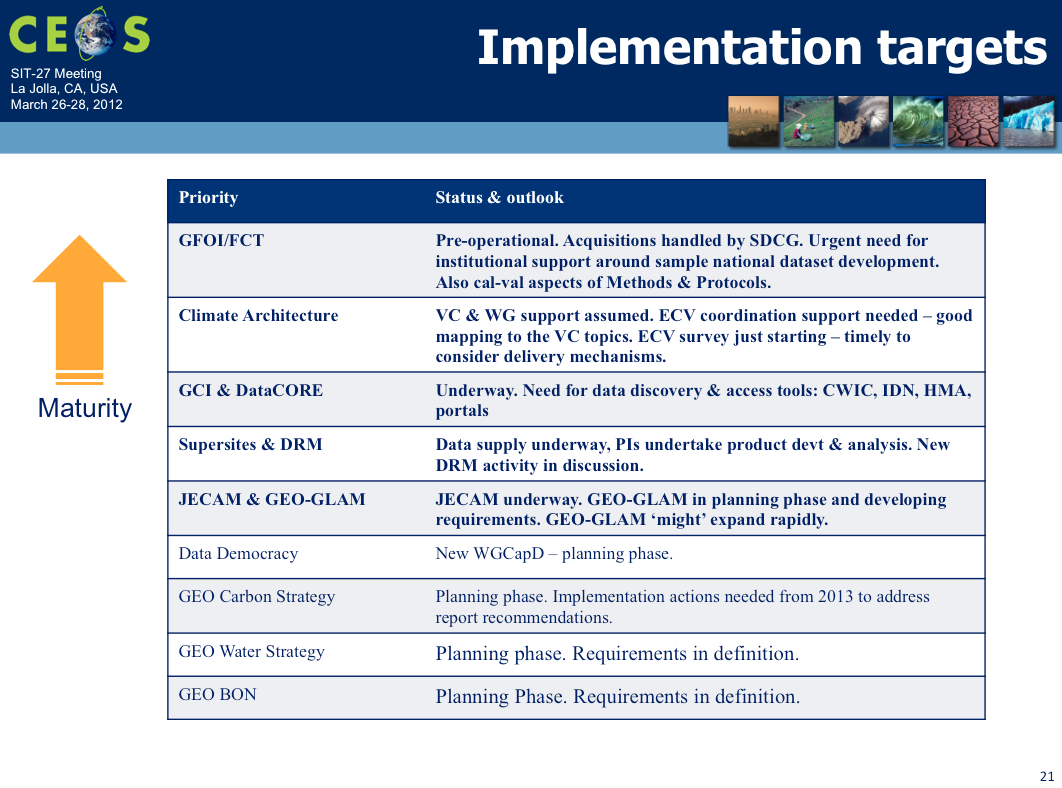 CEOS
SIT-27 Meeting
La Jolla, CA, USA
March 26-28, 2012
Implementation targets
Maturity
Priority
Status & outlook
GFOI/FCT
Pre-operational. Acquisitions handled by SDCG. Urgent need for
institutional support around sample national dataset development.
Also cal-val aspects of Methods & Protocols.
Climate Architecture
VC & WG support assumed. ECV coordination support needed – good
mapping to the VC topics. ECV survey just starting – timely to
consider delivery mechanisms.
GCI & DataCORE
Underway. Need for data discovery & access tools: CWIC, IDN, HMA,
portals
Supersites & DRM
Data supply underway, PIs undertake product devt & analysis. New
DRM activity in discussion.
JECAM & GEO-GLAM
JECAM underway. GEO-GLAM in planning phase and developing
requirements. GEO-GLAM ‘might’ expand rapidly.
Data Democracy
New WGCapD – planning phase.
GEO Carbon Strategy
Planning phase. Implementation actions needed from 2013 to address
report recommendations.
GEO Water Strategy
Planning phase. Requirements in definition.
GEO BON
Planning Phase. Requirements in definition.
21